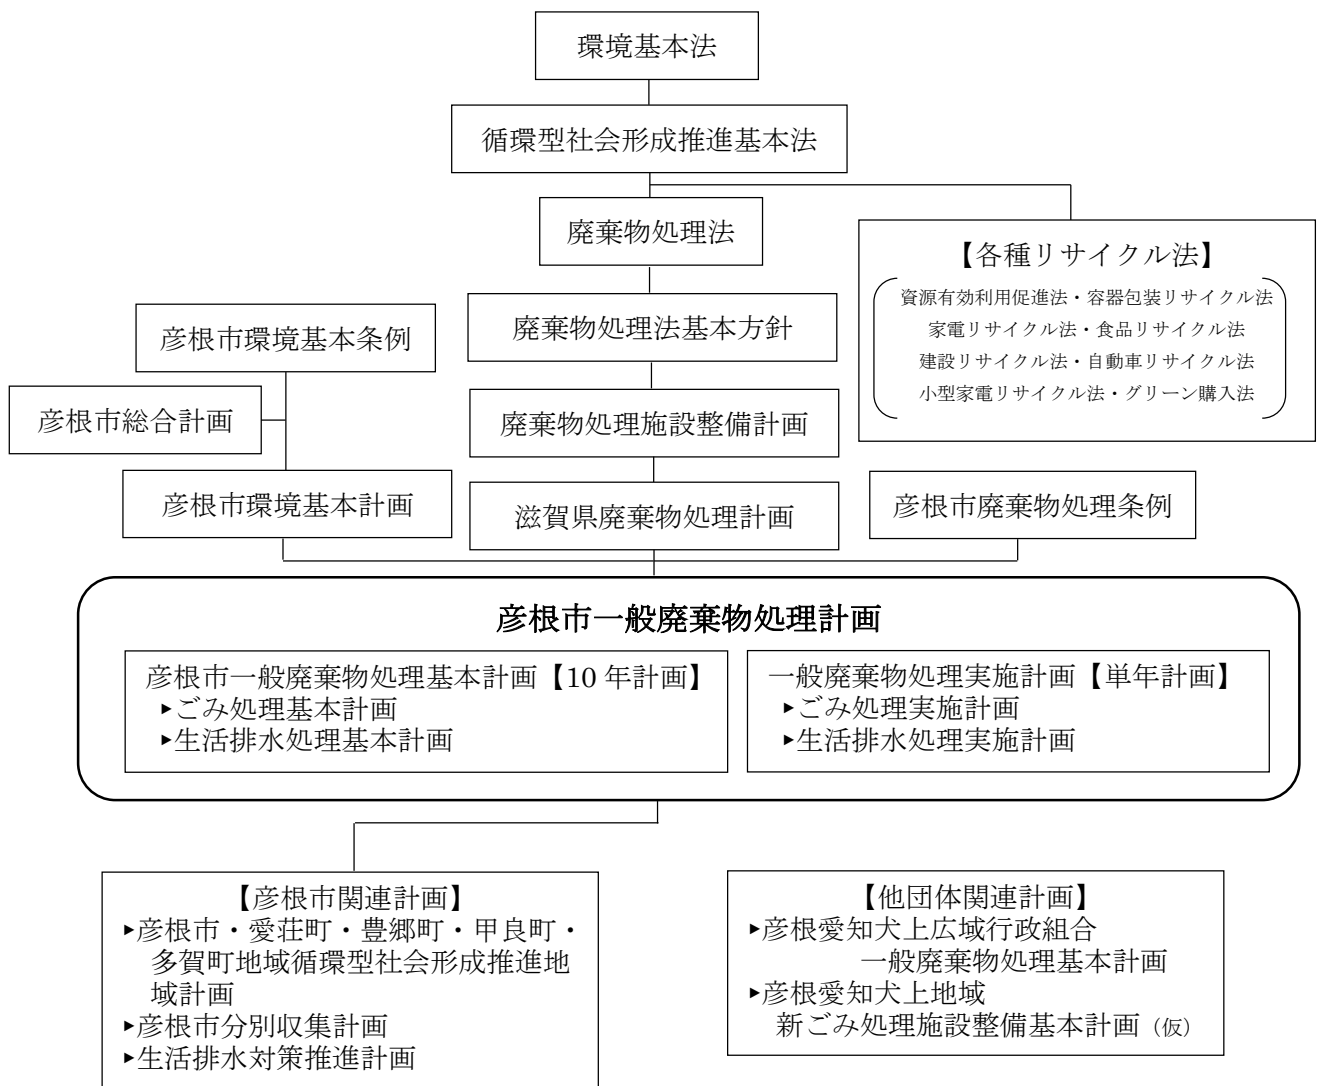 環境基本法
循環型社会形成推進基本法
廃棄物処理法
【各種リサイクル法】
資源有効利用促進法・容器包装リサイクル法
家電リサイクル法・食品リサイクル法
建設リサイクル法・自動車リサイクル法
小型家電リサイクル法・グリーン購入法
廃棄物処理法基本方針
彦根市環境基本条例
彦根市総合計画
廃棄物処理施設整備計画
彦根市環境基本計画
滋賀県廃棄物処理計画
彦根市廃棄物処理条例
彦根市一般廃棄物処理計画
彦根市一般廃棄物処理基本計画【10 年計画】
▶ごみ処理基本計画
▶生活排水処理基本計画
一般廃棄物処理実施計画【単年計画】
▶ごみ処理実施計画
▶生活排水処理実施計画
【彦根市関連計画】
▶彦根市・愛荘町・豊郷町・甲良町・
多賀町地域循環型社会形成推進地
域計画
▶彦根市分別収集計画
▶生活排水対策推進計画
【他団体関連計画】
▶彦根愛知犬上広域行政組合
一般廃棄物処理基本計画
▶彦根愛知犬上地域
新ごみ処理施設整備基本計画（仮）